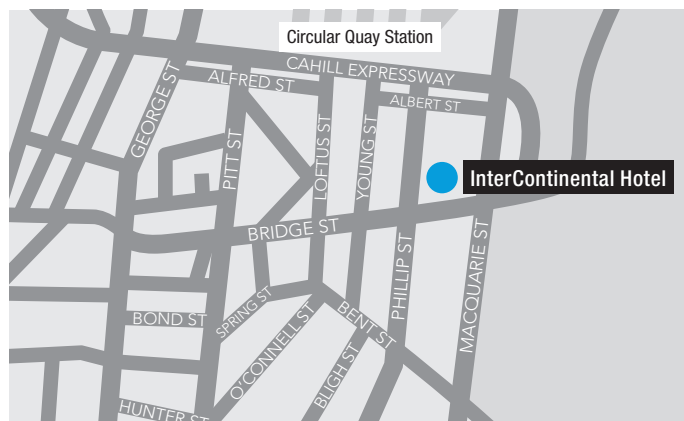 Circular Quay Station
CAHILL EXPRESSWAY
ALFRED ST
ALBERT ST
GEORGE ST
PITT ST
LOFTUS ST
YOUNG ST
InterContinental Hotel
BRIDGE ST
PHILLIP ST
MACQUARIE ST
SPRING ST
BOND ST
BENT ST
O'CONNELL ST
BLIGH ST
HUNTER ST